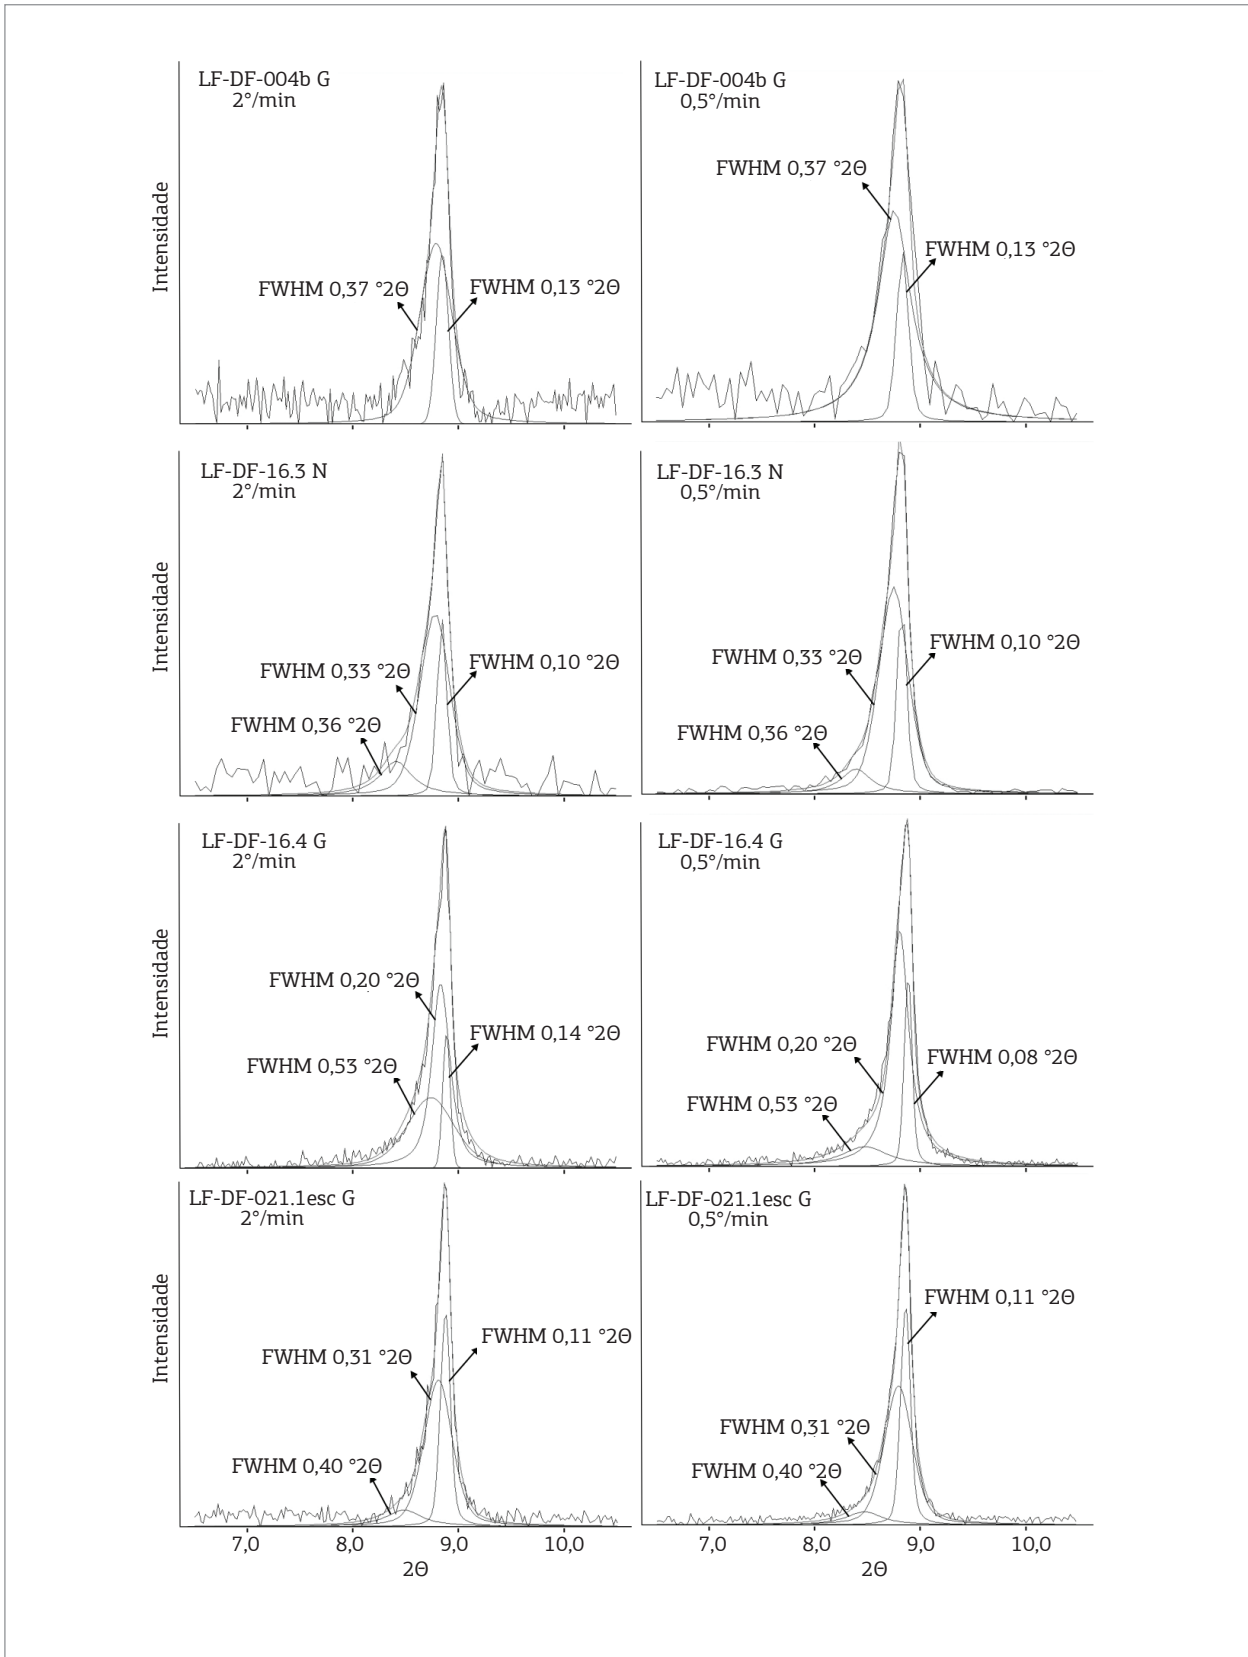 LF-DF-004b G
2°/min
Intensidade
FWHM 0,37 °2Θ
FWHM 0,13 °2Θ
LF-DF-004b G
0,5°/min
FWHM 0,37 °2Θ
FWHM 0,13 °2Θ
LF-DF-16.3 N
2°/min
Intensidade
FWHM 0,33 °2Θ
FWHM 0,10 °2Θ
FWHM 0,36 °2Θ
LF-DF-16.3 N
0,5°/min
FWHM 0,33 °2Θ
FWHM 0,10 °2Θ
FWHM 0,36 °2Θ
LF-DF-16.4 G
2°/min
Intensidade
FWHM 0,20 °2Θ
FWHM 0,14 °2Θ
FWHM 0,53 °2Θ
LF-DF-16.4 G
0,5°/min
FWHM 0,20 °2Θ
FWHM 0,08 °2Θ
FWHM 0,53 °2Θ
LF-DF-021.1esc G
2°/min
Intensidade
FWHM 0,11 °2Θ
FWHM 0,31 °2Θ
FWHM 0,40 °2Θ
7,0 8,0 9,0 10,0
2Θ
LF-DF-021.1esc G
0,5°/min
FWHM 0,11 °2Θ
FWHM 0,31 °2Θ
FWHM 0,40 °2Θ
7,0 8,0 9,0 10,0
2Θ